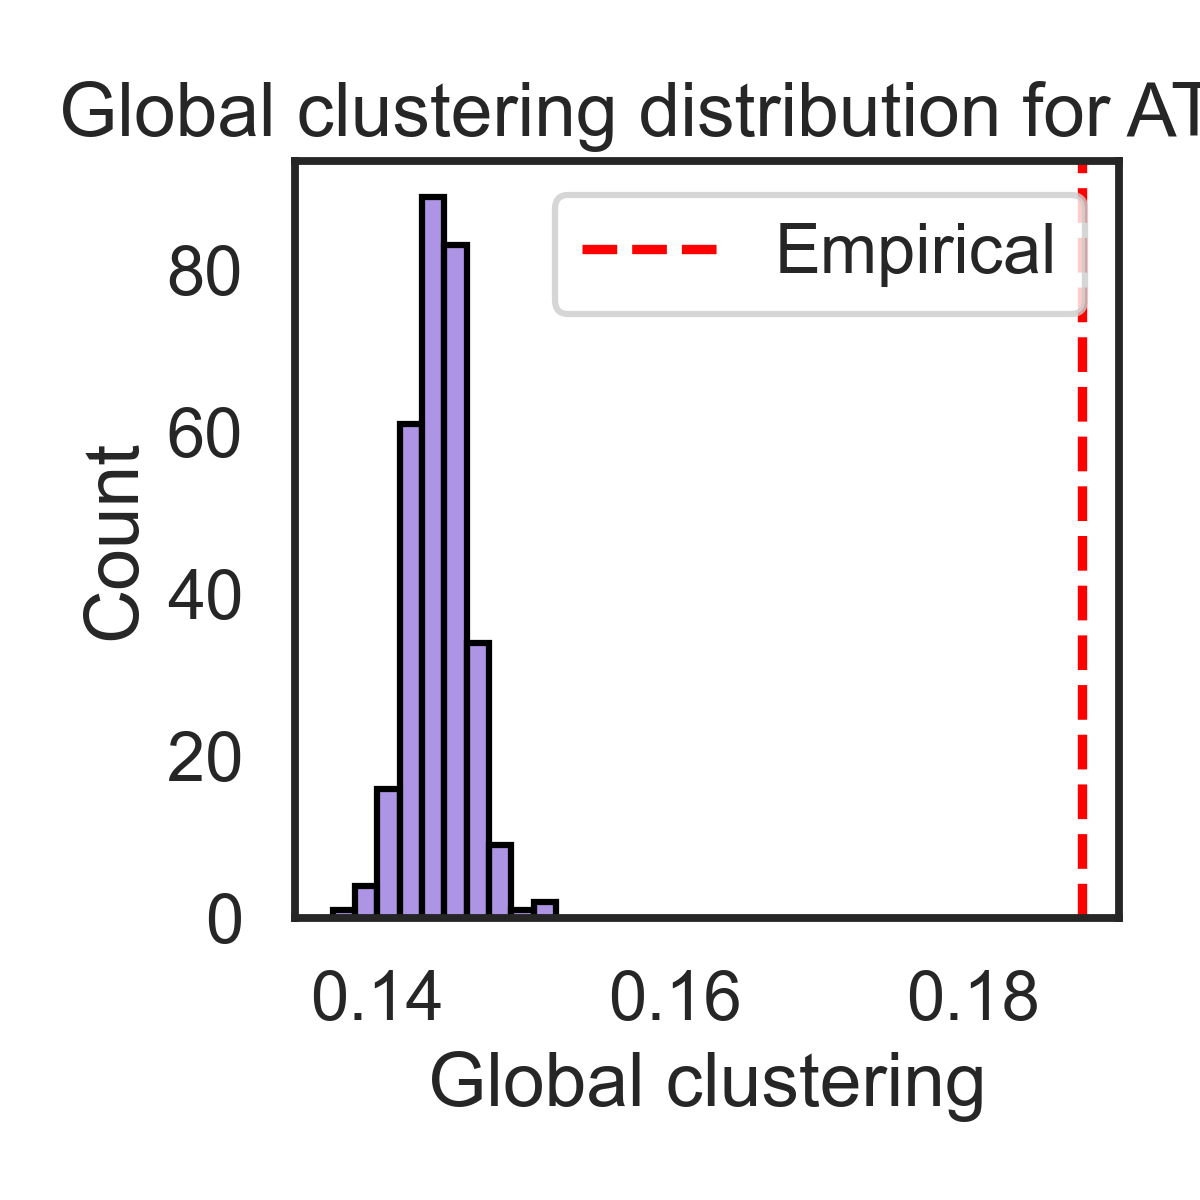 Global clustering distribution for AT
Empirical
80
60
40
20
0
Count
0.14 0.16 0.18
Global clustering